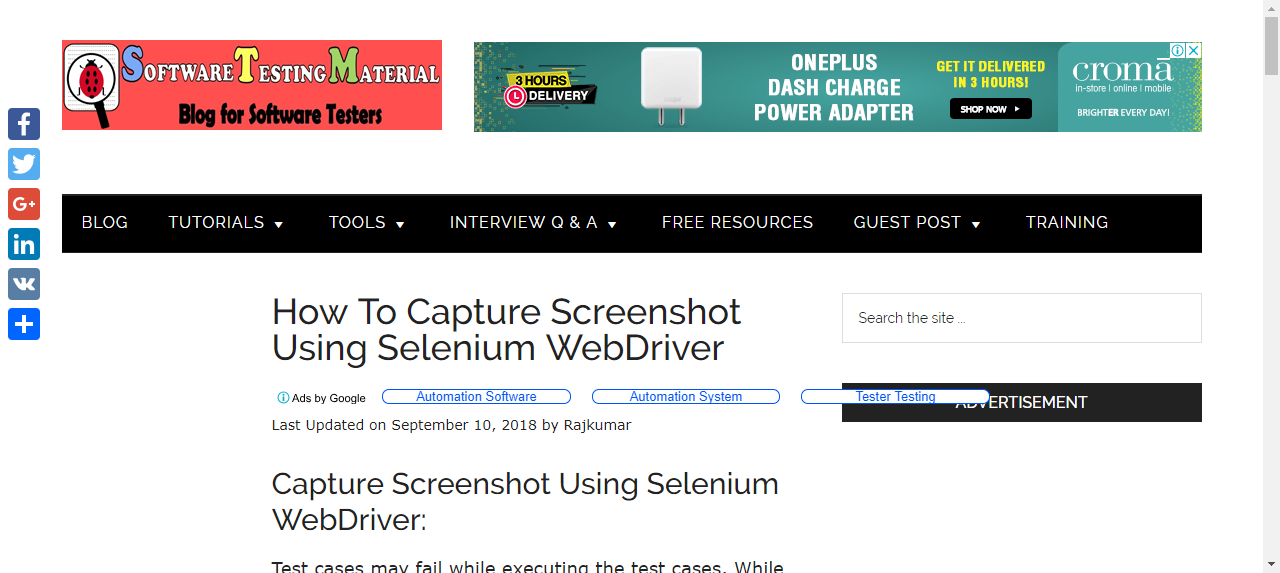 SOFTWARETESTINGMATERIAL
Blog for Software Testers
3 HOURS
DELIVERY
ONEPLUS
DASH CHARGE
POWER ADAPTER
GET IT DELIVERED
IN 3 HOURS!
SHOP NOW
cromā
in-store | online | mobile
BRIGHTER EVERY DAY!
BLOG TUTORIALS TOOLS INTERVIEW Q & A FREE RESOURCES GUEST POST TRAINING
How To Capture Screenshot
Using Selenium WebDriver
Search the site ...
Ads by Google Automation Software Automation System Tester Testing
ADVERTISEMENT
Last Updated on September 10, 2018 by Rajkumar
Capture Screenshot Using Selenium
WebDriver:
Test cases may fail while executing the test cases. While